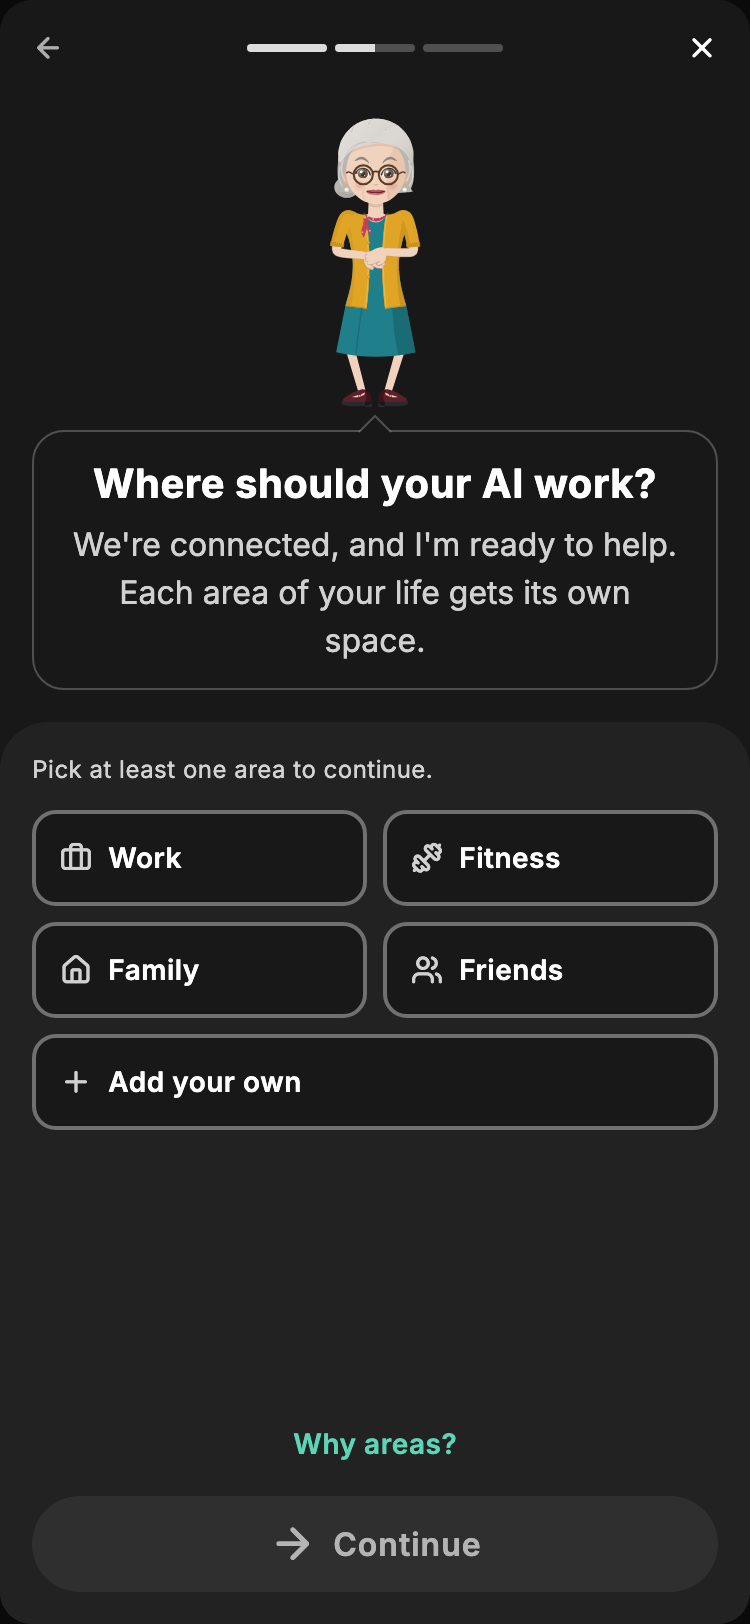 Where should your AI work?
We're connected, and I'm ready to help.
Each area of your life gets its own
space.
Pick at least one area to continue.
Work
Fitness
Family
Friends
Add your own
Why areas?
Continue